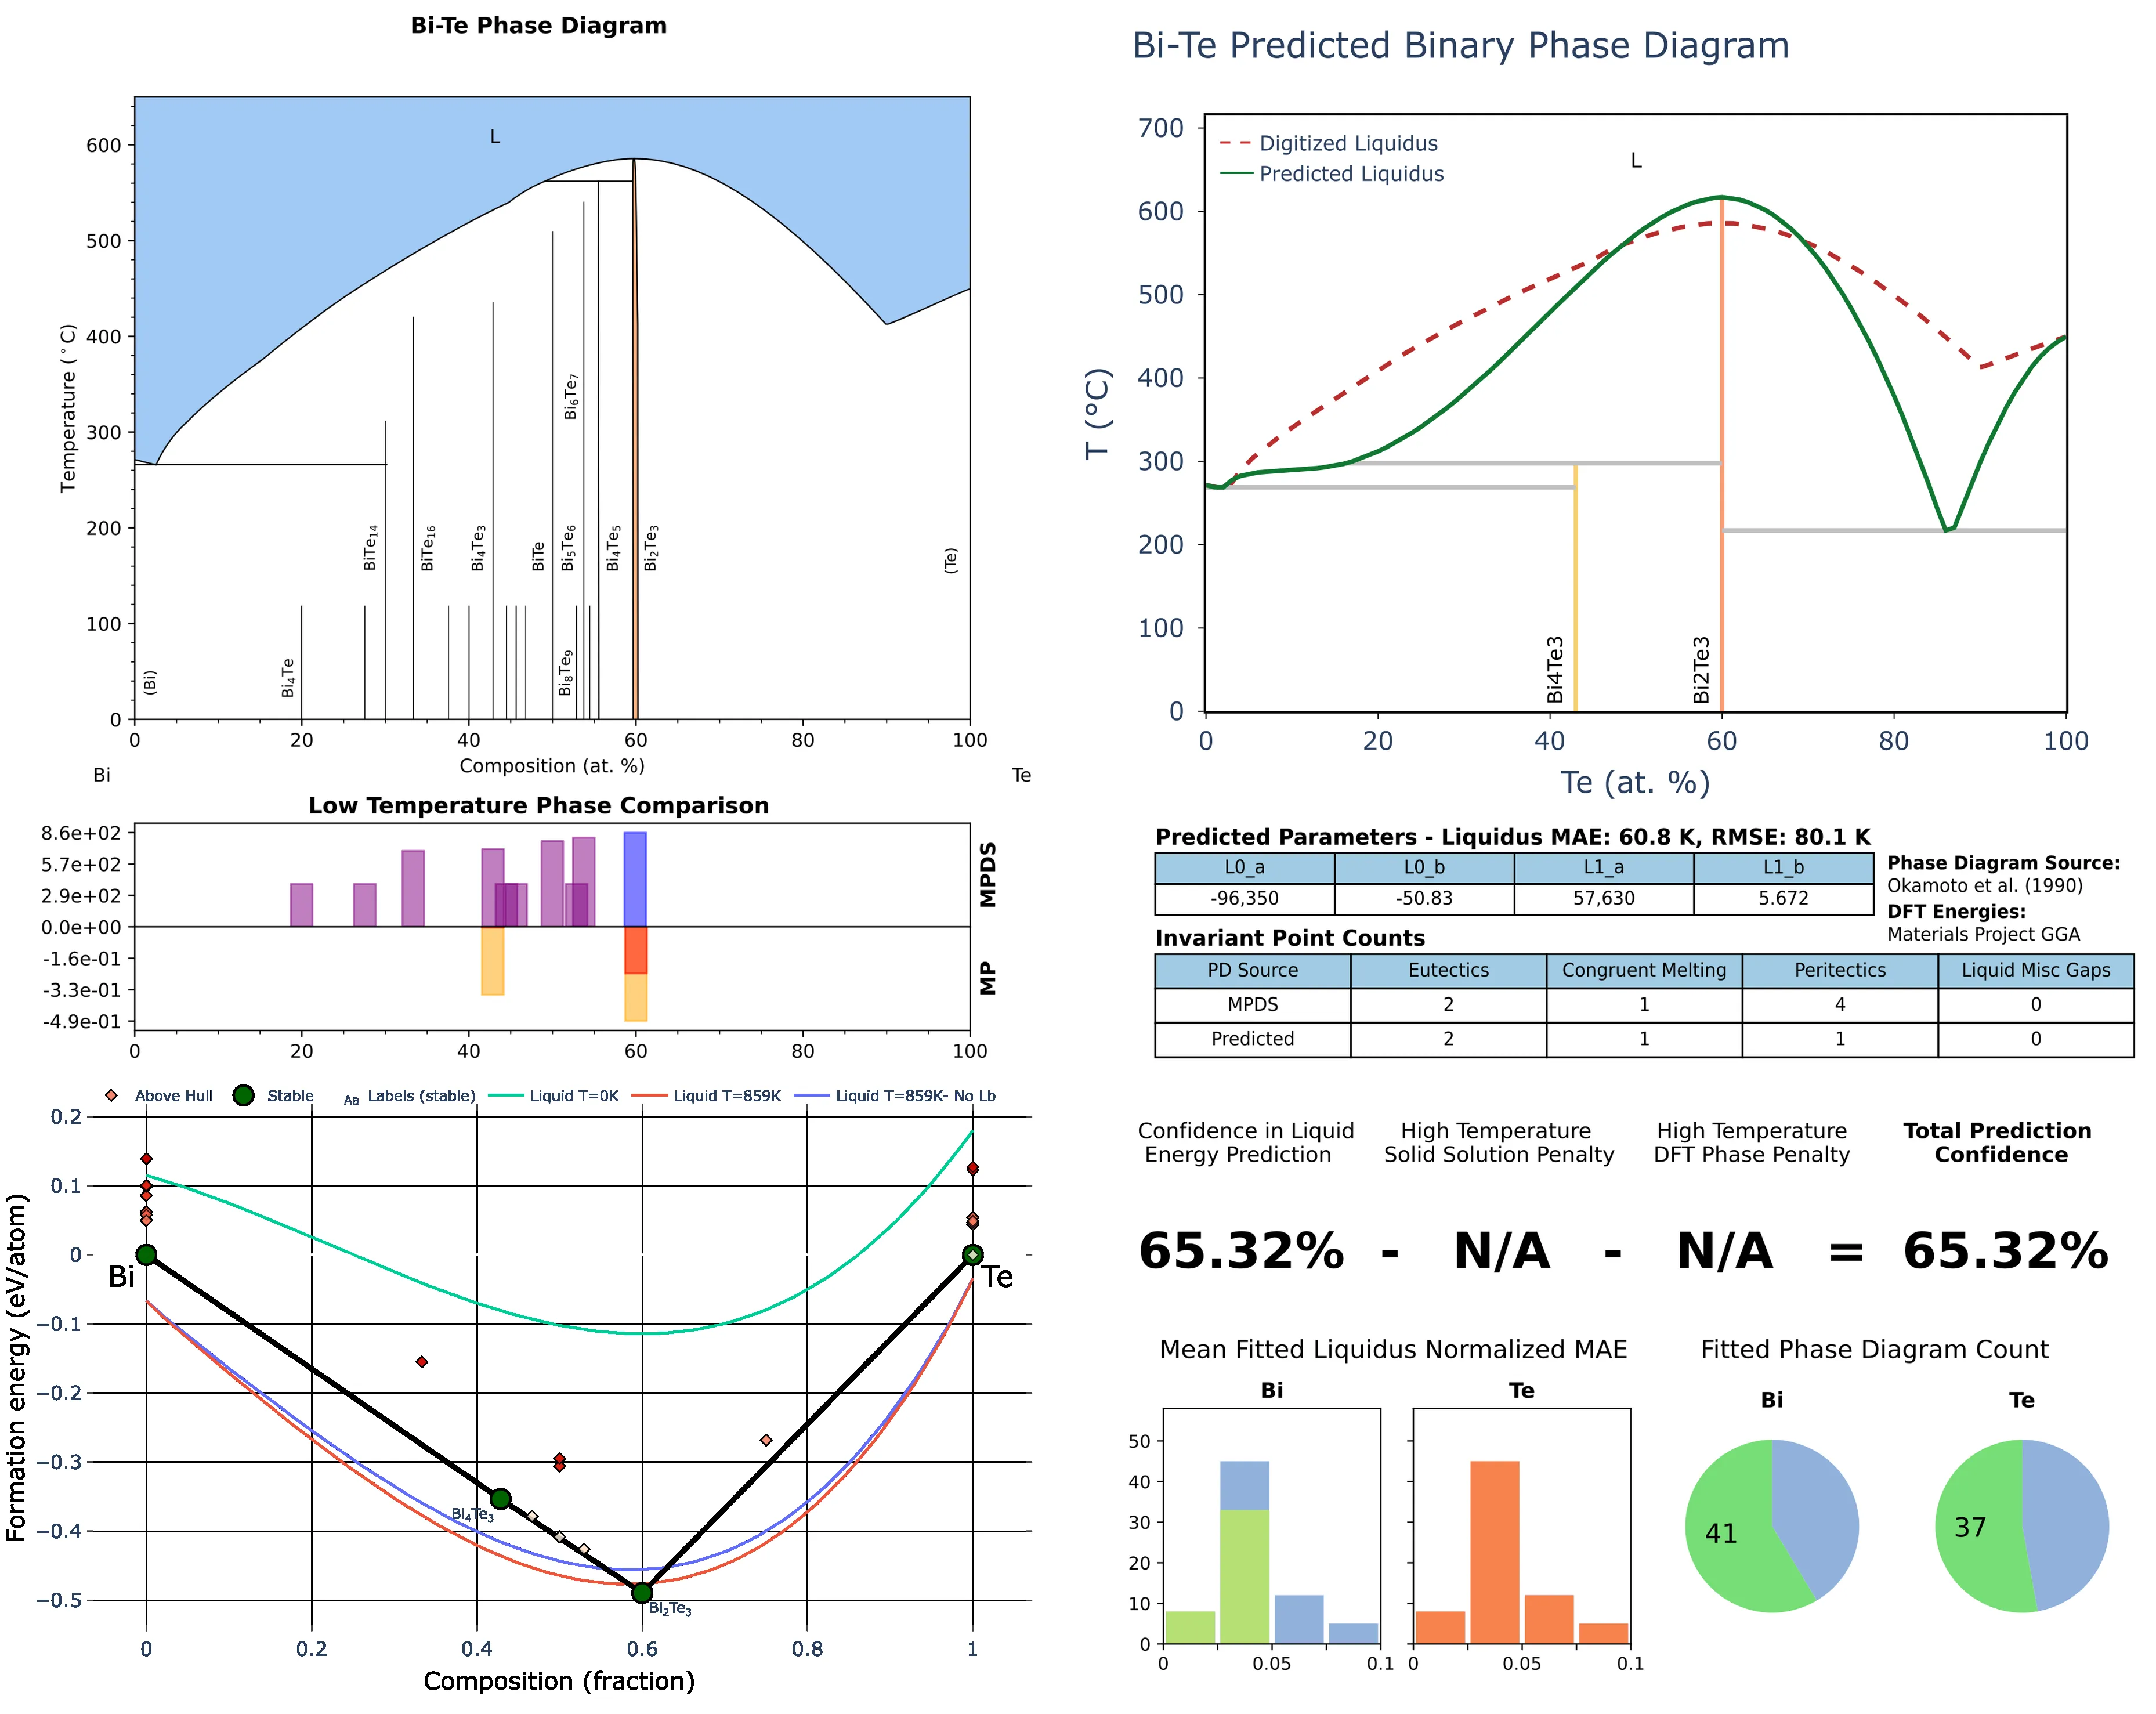 Bi-Te Phase Diagram
L
600
500
400
300
200
100
0
Temperature (°C)
(Bi)
Bi4Te
BiTe14
BiTe16
Bi4Te3
BiTe
Bi6Te7
Bi5Te6
Bi8Te9
Bi4Te5
Bi2Te3
(Te)
0 20 40 60 80 100
Composition (at. %)
Bi Te
Bi-Te Predicted Binary Phase Diagram
Digitized Liquidus
Predicted Liquidus
L
700
600
500
400
300
200
100
0
T (°C)
Bi4Te3
Bi2Te3
0 20 40 60 80 100
Te (at. %)
Low Temperature Phase Comparison
8.6e+02
5.7e+02
2.9e+02
0.0e+00
-1.6e-01
-3.3e-01
-4.9e-01
MPDS
MP
0 20 40 60 80 100
Predicted Parameters - Liquidus MAE: 60.8 K, RMSE: 80.1 K
L0_a L0_b L1_a L1_b
-96,350 -50.83 57,630 5.672
Phase Diagram Source:
Okamoto et al. (1990)
DFT Energies:
Materials Project GGA
Invariant Point Counts
PD Source Eutectics Congruent Melting Peritectics Liquid Misc Gaps
MPDS 2 1 4 0
Predicted 2 1 1 0
Above Hull Stable Aa Labels (stable) Liquid T=0K Liquid T=859K Liquid T=859K- No Lb
0.2
0.1
0
−0.1
−0.2
−0.3
−0.4
−0.5
Formation energy (eV/atom)
Bi
Te
Bi4Te3
Bi2Te3
0 0.2 0.4 0.6 0.8 1
Composition (fraction)
Confidence in Liquid
Energy Prediction
High Temperature
Solid Solution Penalty
High Temperature
DFT Phase Penalty
Total Prediction
Confidence
65.32% - N/A - N/A = 65.32%
Mean Fitted Liquidus Normalized MAE
Bi
Te
50
40
30
20
10
0
0 0.05 0.1
0 0.05 0.1
Fitted Phase Diagram Count
Bi
Te
41
37